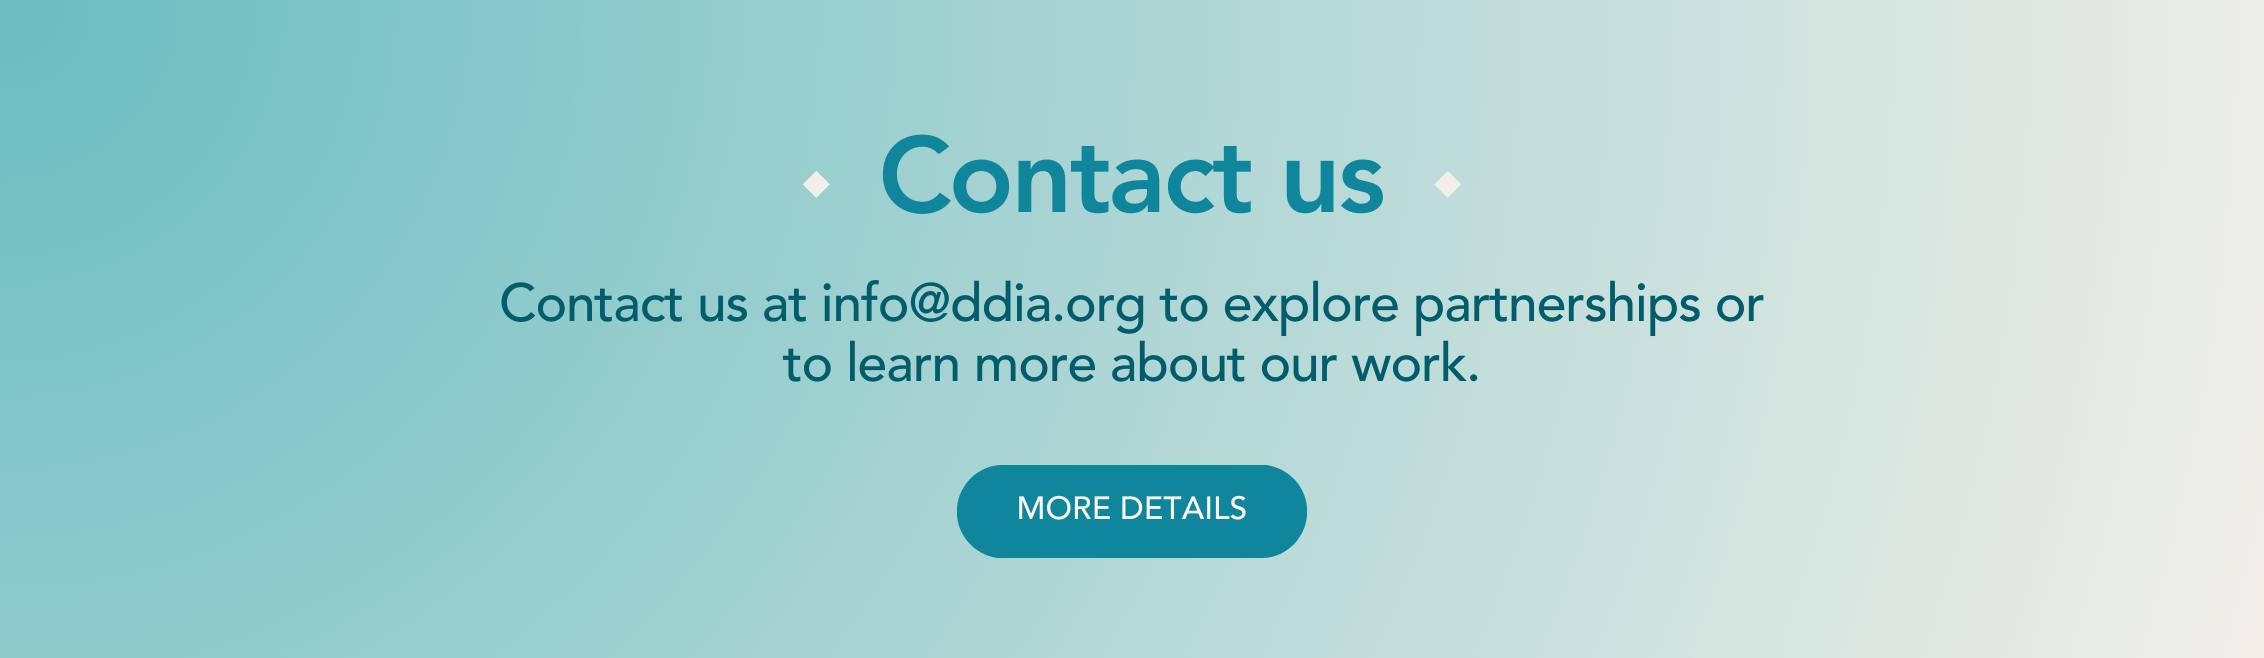 Contact us
Contact us at info@ddia.org to explore partnerships or
to learn more about our work.
MORE DETAILS